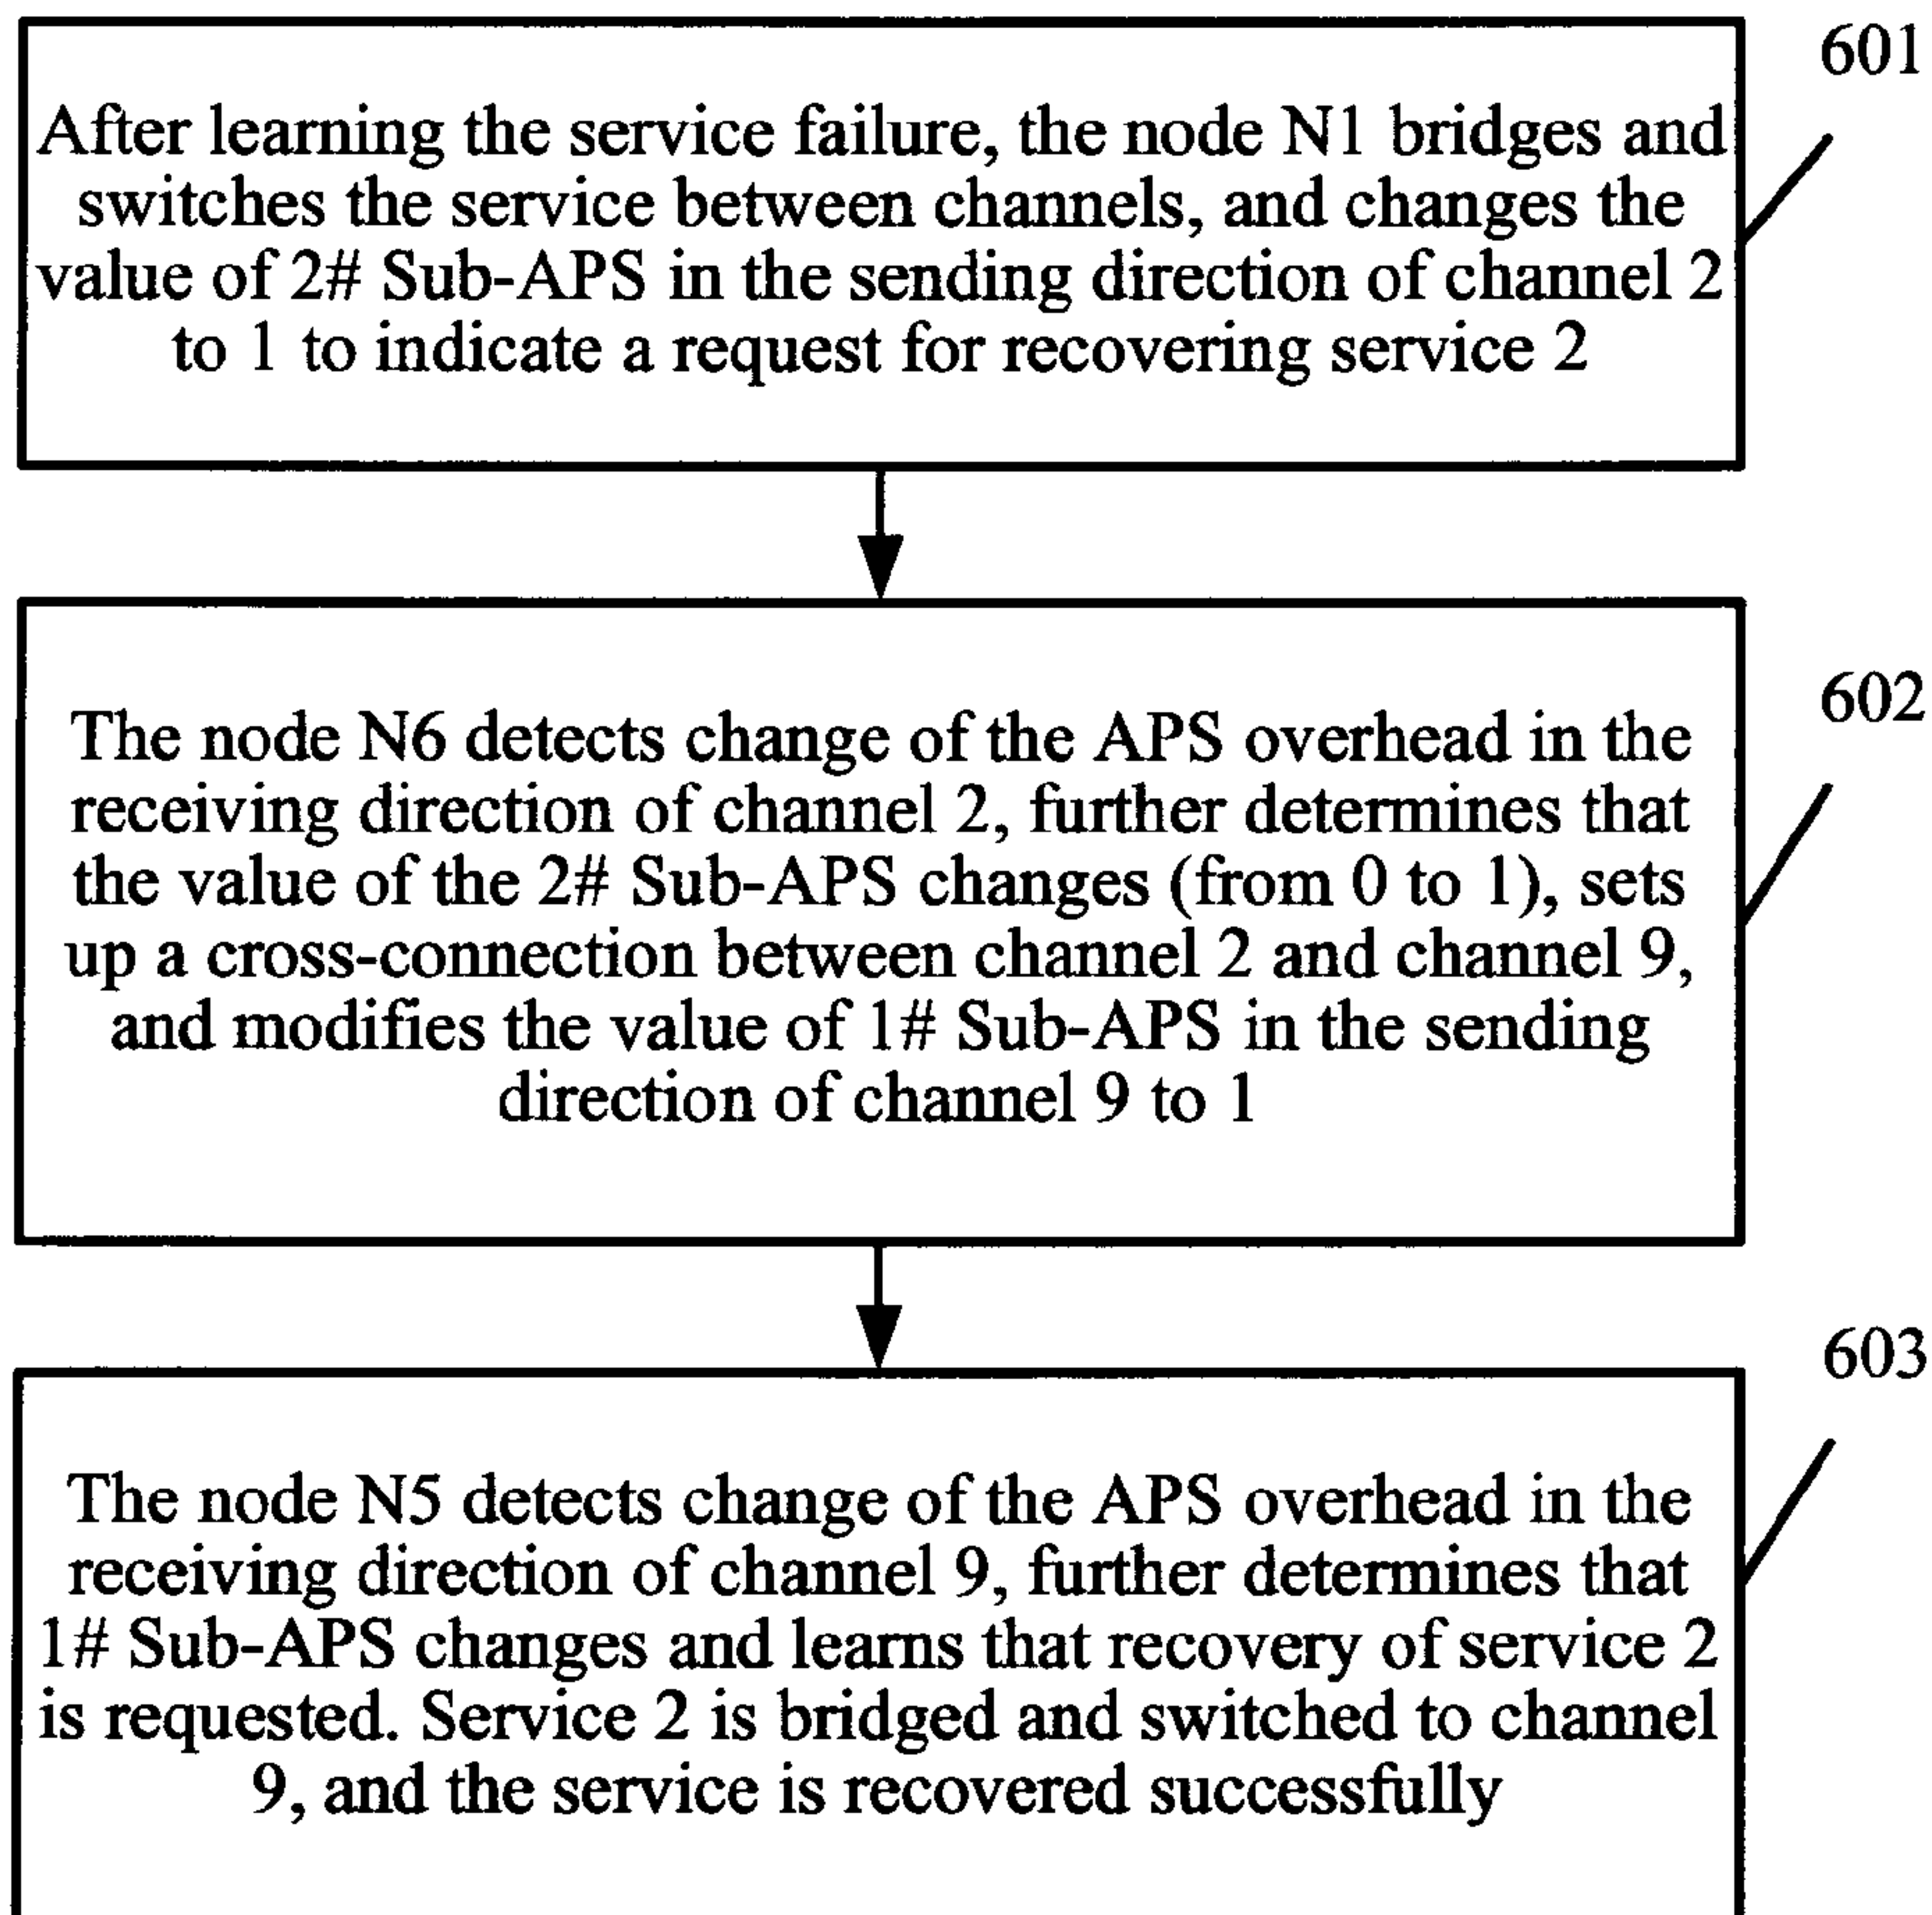 601
After learning the service failure, the node N1 bridges and
switches the service between channels, and changes the
value of 2# Sub-APS in the sending direction of channel 2
to 1 to indicate a request for recovering service 2
602
The node N6 detects change of the APS overhead in the
receiving direction of channel 2, further determines that
the value of the 2# Sub-APS changes (from 0 to 1), sets
up a cross-connection between channel 2 and channel 9,
and modifies the value of 1# Sub-APS in the sending
direction of channel 9 to 1
603
The node N5 detects change of the APS overhead in the
receiving direction of channel 9, further determines that
1# Sub-APS changes and learns that recovery of service 2
is requested. Service 2 is bridged and switched to channel
9, and the service is recovered successfully